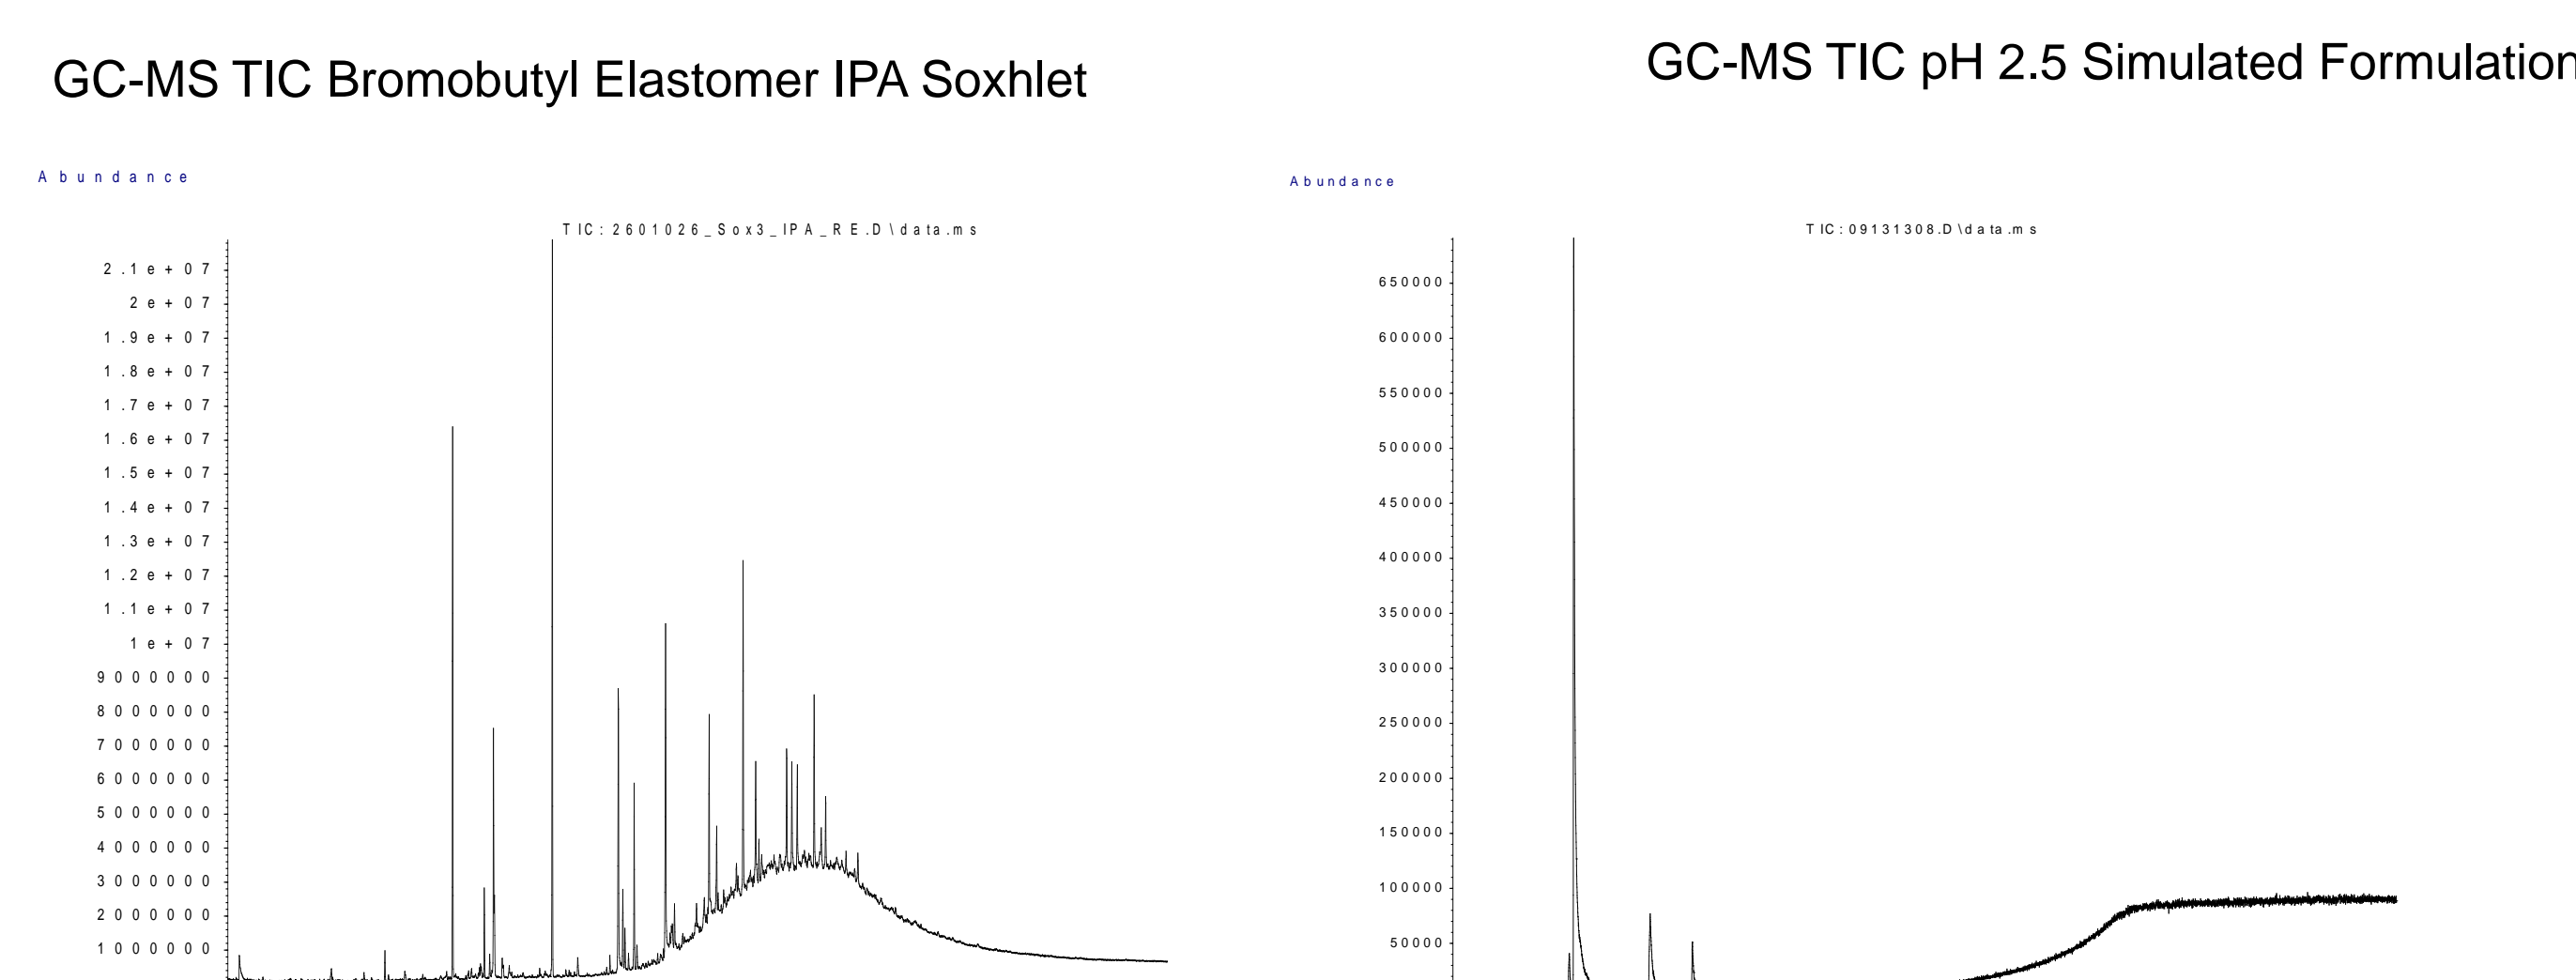 GC-MS TIC Bromobutyl Elastomer IPA Soxhlet
Abundance
TIC: 2601026_Sox3_IPA_RE.D\data.ms
2.1e+07
2e+07
1.9e+07
1.8e+07
1.7e+07
1.6e+07
1.5e+07
1.4e+07
1.3e+07
1.2e+07
1.1e+07
1e+07
9000000
8000000
7000000
6000000
5000000
4000000
3000000
2000000
1000000
GC-MS TIC pH 2.5 Simulated Formulation
Abundance
TIC: 09131308.D\data.ms
650000
600000
550000
500000
450000
400000
350000
300000
250000
200000
150000
100000
50000